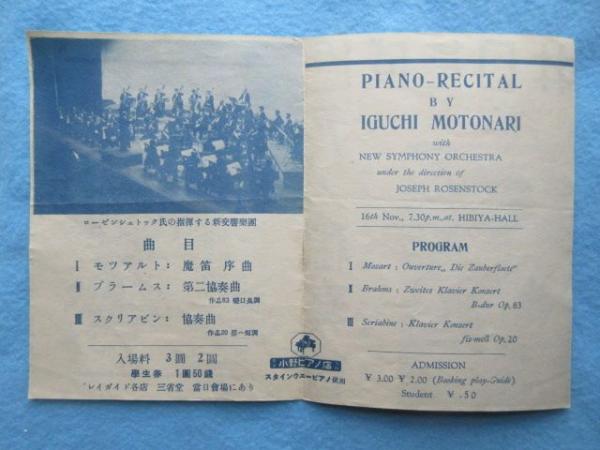 ローゼンシュトック氏の指揮する新交響樂團
曲目
I モツアルト: 魔笛序曲
II ブラームス: 第二協奏曲
作品83 變ロ長調
III スクリアビン: 協奏曲
作品20 嬰ヘ短調
入場料 3圓 2圓
學生券 1圓50錢
プレイガイド各店 三省堂 當日會場にあり
小野ピアノ店
スタインウエーピアノ使用
PIANO-RECITAL
BY
IGUCHI MOTONARI
with
NEW SYMPHONY ORCHESTRA
under the direction of
JOSEPH ROSENSTOCK
16th Nov., 7.30p.m., at. HIBIYA-HALL
PROGRAM
I Mozart: Ouverture„ Die Zauberfloete"
II Brahms: Zweites Klavier Konzert
B-dur Op. 83
III Scriabine: Klavier Konzert
fis-moll Op. 20
ADMISSION
¥ 3.00 ¥ 2.00 (Booking play-Guidi)
Student ¥ .50